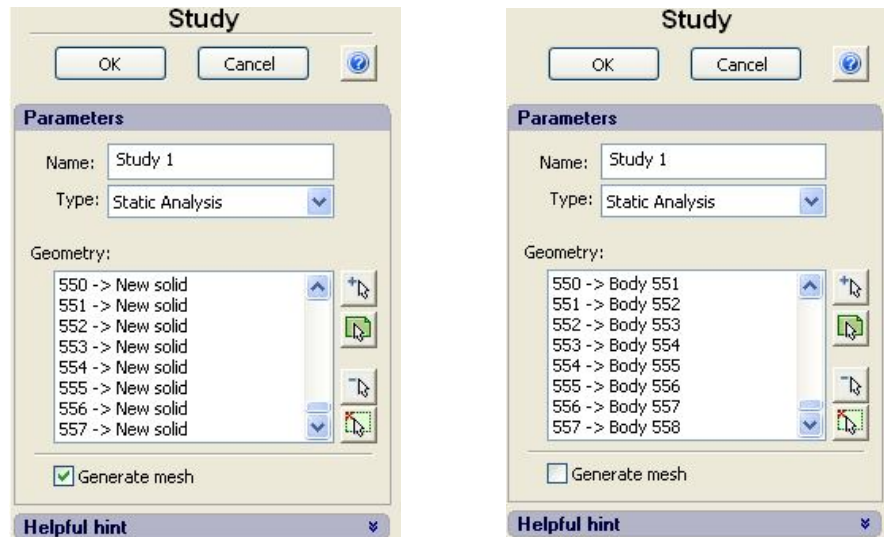 Study
OK Cancel
Parameters
Name: Study 1
Type: Static Analysis
Geometry:
550 -> New solid
551 -> New solid
552 -> New solid
553 -> New solid
554 -> New solid
555 -> New solid
556 -> New solid
557 -> New solid
Generate mesh
Helpful hint
Study
OK Cancel
Parameters
Name: Study 1
Type: Static Analysis
Geometry:
550 -> Body 551
551 -> Body 552
552 -> Body 553
553 -> Body 554
554 -> Body 555
555 -> Body 556
556 -> Body 557
557 -> Body 558
Generate mesh
Helpful hint